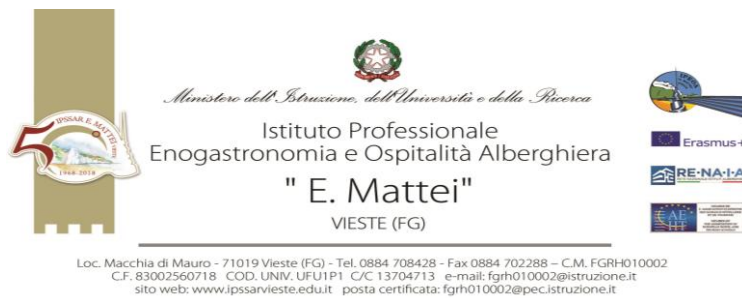 Ministero dell'Istruzione, dell'Università e della Ricerca
Istituto Professionale
Enogastronomia e Ospitalità Alberghiera
" E. Mattei"
VIESTE (FG)
IPSSAR E. MATTEI
50
1968-2018
Erasmus+
RE·NA·I·A
AE
HT
Loc. Macchia di Mauro - 71019 Vieste (FG) - Tel. 0884 708428 - Fax 0884 702288 – C.M. FGRH010002
C.F. 83002560718 COD. UNIV. UFU1P1 C/C 13704713 e-mail: fgrh010002@istruzione.it
sito web: www.ipssarvieste.edu.it posta certificata: fgrh010002@pec.istruzione.it